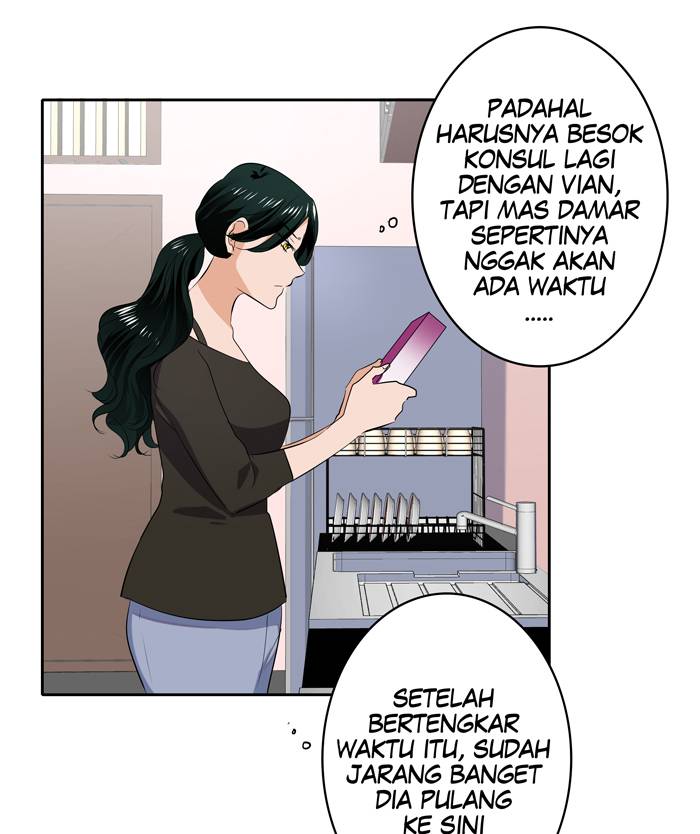 PADAHAL
HARUSNYA BESOK
KONSUL LAGI
DENGAN VIAN,
TAPI MAS DAMAR
SEPERTINYA
NGGAK AKAN
ADA WAKTU
.....
SETELAH
BERTENGKAR
WAKTU ITU, SUDAH
JARANG BANGET
DIA PULANG
KE SINI